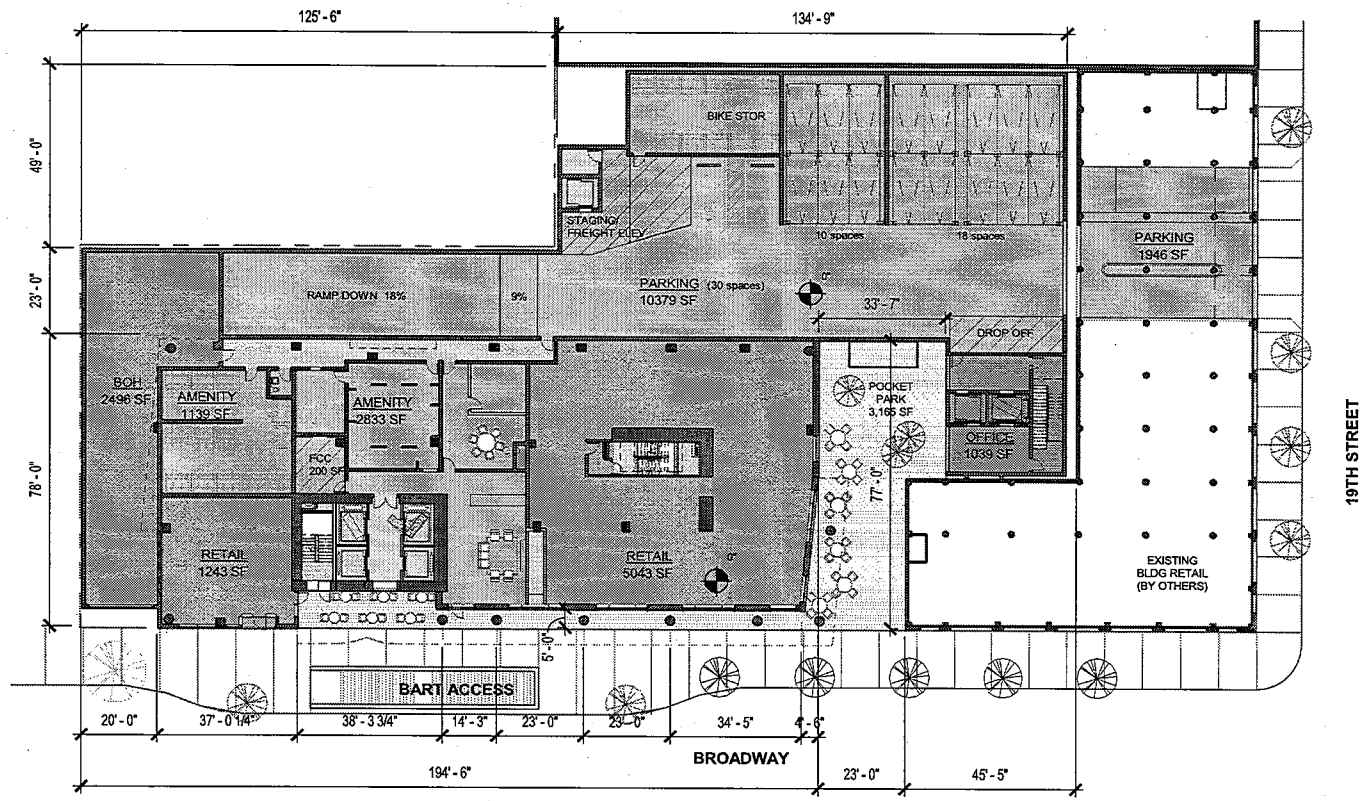 125' - 6"
134' - 9"
49' - 0"
23' - 0"
78' - 0"
BIKE STOR
STAGING/
FREIGHT ELEV
10 spaces
18 spaces
PARKING
1946 SF
RAMP DOWN 18%
9%
PARKING (30 spaces)
10379 SF
0"
33' - 7"
DROP OFF
BOH
2496 SF
AMENITY
1139 SF
AMENITY
2833 SF
FCC
200 SF
POCKET
PARK
3,165 SF
77' - 0"
OFFICE
1039 SF
RETAIL
1243 SF
RETAIL
5043 SF
0"
EXISTING
BLDG RETAIL
(BY OTHERS)
19TH STREET
5' - 0"
BART ACCESS
20' - 0"
37' - 0 1/4"
38' - 3 3/4"
14' - 3"
23' - 0"
23' - 0"
34' - 5"
4' - 6"
BROADWAY
194' - 6"
23' - 0"
45' - 5"